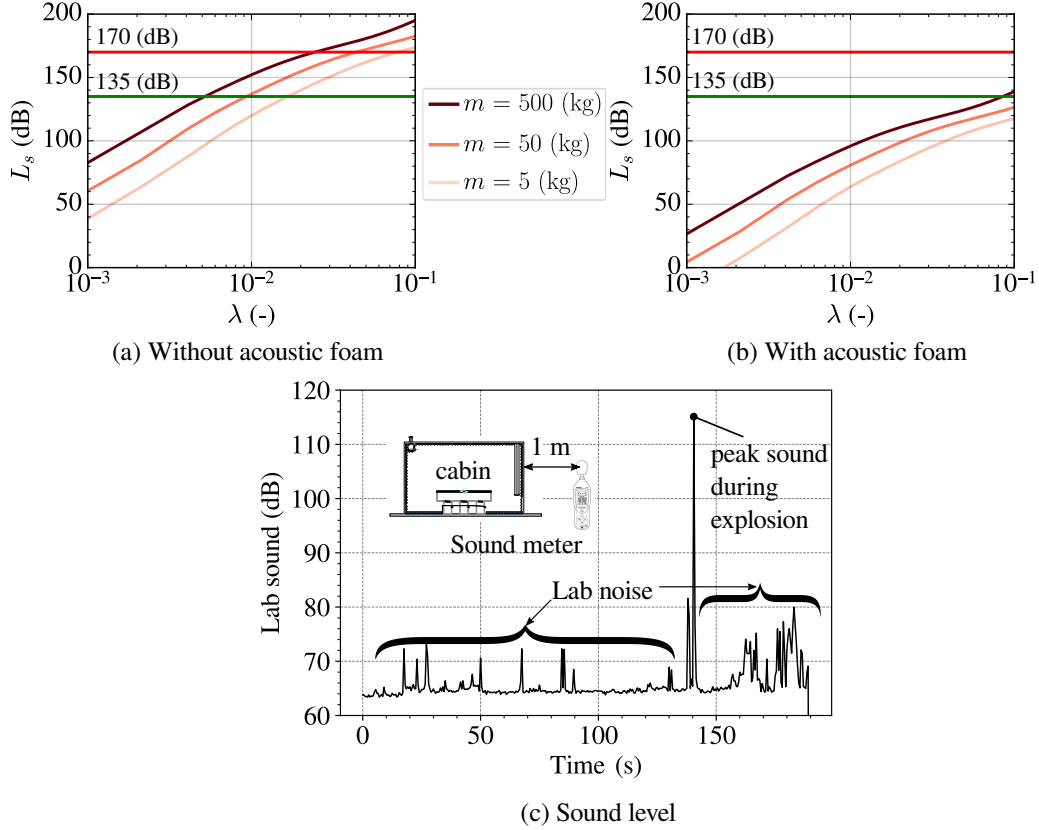 200
170 (dB)
150
135 (dB)
100
50
0
L_s (dB)
10^{-3} 10^{-2} 10^{-1}
λ (-)
(a) Without acoustic foam
m = 500 (kg)
m = 50 (kg)
m = 5 (kg)
200
170 (dB)
150
135 (dB)
100
50
0
L_s (dB)
10^{-3} 10^{-2} 10^{-1}
λ (-)
(b) With acoustic foam
120
110
100
90
80
70
60
Lab sound (dB)
1 m
cabin
Sound meter
peak sound
during
explosion
Lab noise
0 50 100 150
Time (s)
(c) Sound level